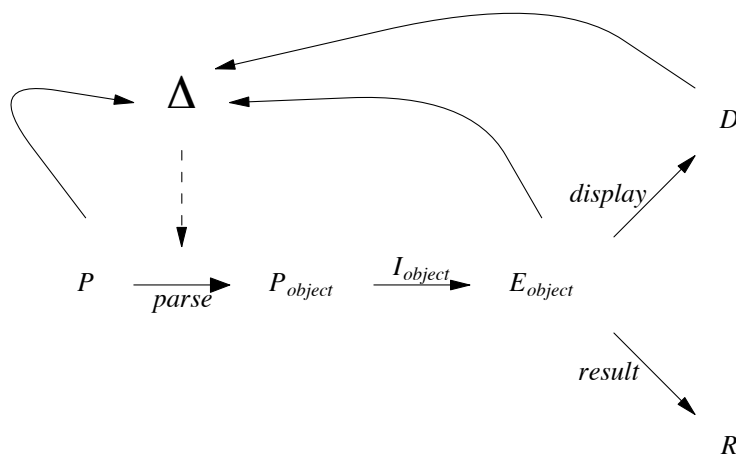 Δ
D
display
P
parse
P_object
I_object
E_object
result
R